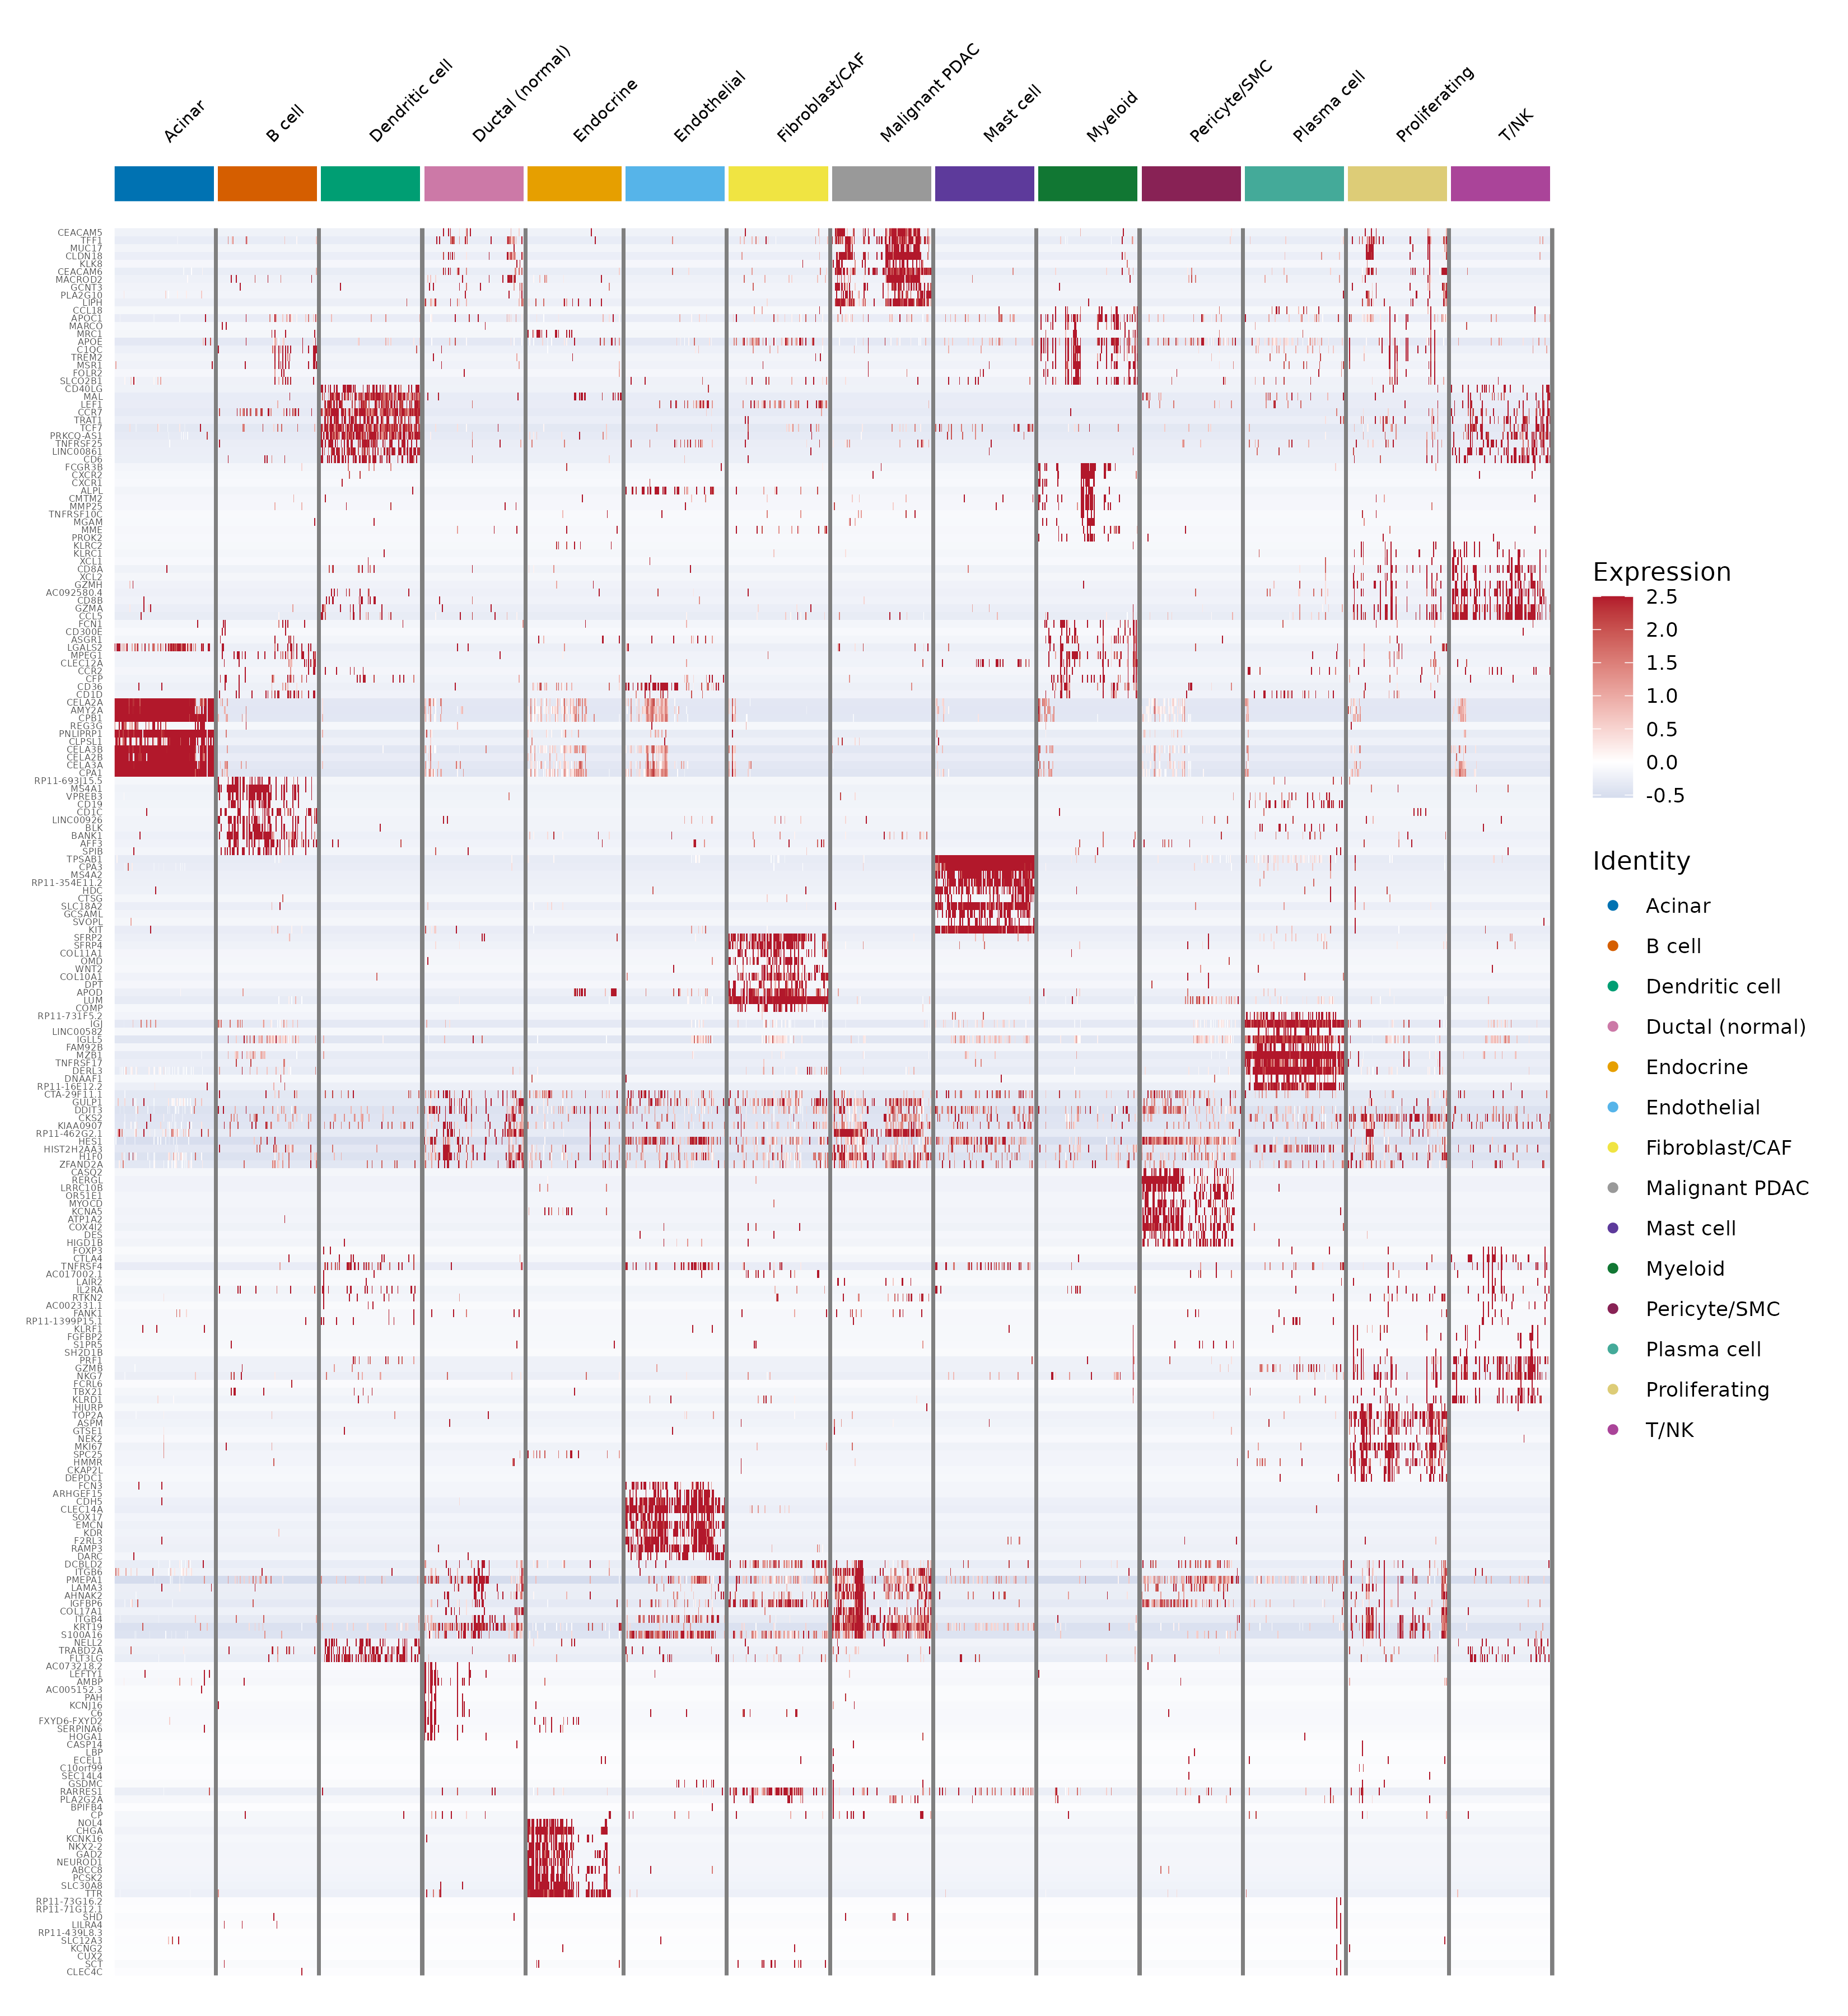 Acinar
B cell
Dendritic cell
Ductal (normal)
Endocrine
Endothelial
Fibroblast/CAF
Malignant PDAC
Mast cell
Myeloid
Pericyte/SMC
Plasma cell
Proliferating
T/NK
CEACAM5
TFF1
MUC17
CLDN18
KLK8
CEACAM6
MACROD2
GCNT3
PLA2G10
LIPH
CCL18
APOC1
MARCO
MRC1
APOE
C1QC
TREM2
MSR1
FOLR2
SLCO2B1
CD40LG
MAL
LEF1
CCR7
TRAT1
TCF7
PRKCQ-AS1
TNFRSF25
LINC00861
CD6
FCGR3B
CXCR2
CXCR1
ALPL
CMTM2
MMP25
TNFRSF10C
MGAM
MME
PROK2
KLRC2
KLRC1
XCL1
CD8A
XCL2
GZMH
AC092580.4
CD8B
GZMA
CCL5
FCN1
CD300E
ASGR1
LGALS2
MPEG1
CLEC12A
CCR2
CFP
CD36
CD1D
CELA2A
AMY2A
CPB1
REG3G
PNLIPRP1
CLPSL1
CELA3B
CELA2B
CELA3A
CPA1
RP11-693J15.5
MS4A1
VPREB3
CD19
CD1C
LINC00926
BLK
BANK1
AFF3
SPIB
TPSAB1
CPA3
MS4A2
RP11-354E11.2
HDC
CTSG
SLC18A2
GCSAML
SVOPL
KIT
SFRP2
SFRP4
COL11A1
OMD
WNT2
COL10A1
DPT
APOD
LUM
COMP
RP11-731F5.2
IGJ
LINC00582
IGLL5
FAM92B
MZB1
TNFRSF17
DERL3
DNAAF1
RP11-16E12.2
CTA-29F11.1
GULP1
DDIT3
CKS2
KIAA0907
RP11-462G2.1
HES1
HIST2H2AA3
H1F0
ZFAND2A
CASQ2
RERGL
LRRC10B
OR51E1
MYOCD
KCNA5
ATP1A2
COX4I2
DES
HIGD1B
FOXP3
CTLA4
TNFRSF4
AC017002.1
LAIR2
IL2RA
RTKN2
AC002331.1
FANK1
RP11-1399P15.1
KLRF1
FGFBP2
S1PR5
SH2D1B
PRF1
GZMB
NKG7
FCRL6
TBX21
KLRD1
HJURP
TOP2A
ASPM
GTSE1
NEK2
MKI67
SPC25
HMMR
CKAP2L
DEPDC1
FCN3
ARHGEF15
CDH5
CLEC14A
SOX17
EMCN
KDR
F2RL3
RAMP3
DARC
DCBLD2
ITGB6
PMEPA1
LAMA3
AHNAK2
IGFBP6
COL17A1
ITGB4
KRT19
S100A16
NELL2
TRABD2A
FLT3LG
AC073218.2
LEFTY1
AMBP
AC005152.3
PAH
KCNJ16
C6
FXYD6-FXYD2
SERPINA6
HOGA1
CASP14
LBP
ECEL1
C10orf99
SEC14L4
GSDMC
RARRES1
PLA2G2A
BPIFB4
CP
NOL4
CHGA
KCNK16
NKX2-2
GAD2
NEUROD1
ABCC8
PCSK2
SLC30A8
TTR
RP11-73G16.2
RP11-71G12.1
SHD
LILRA4
RP11-439L8.3
SLC12A3
KCNG2
CUX2
SCT
CLEC4C
Expression
2.5
2.0
1.5
1.0
0.5
0.0
-0.5
Identity
Acinar
B cell
Dendritic cell
Ductal (normal)
Endocrine
Endothelial
Fibroblast/CAF
Malignant PDAC
Mast cell
Myeloid
Pericyte/SMC
Plasma cell
Proliferating
T/NK